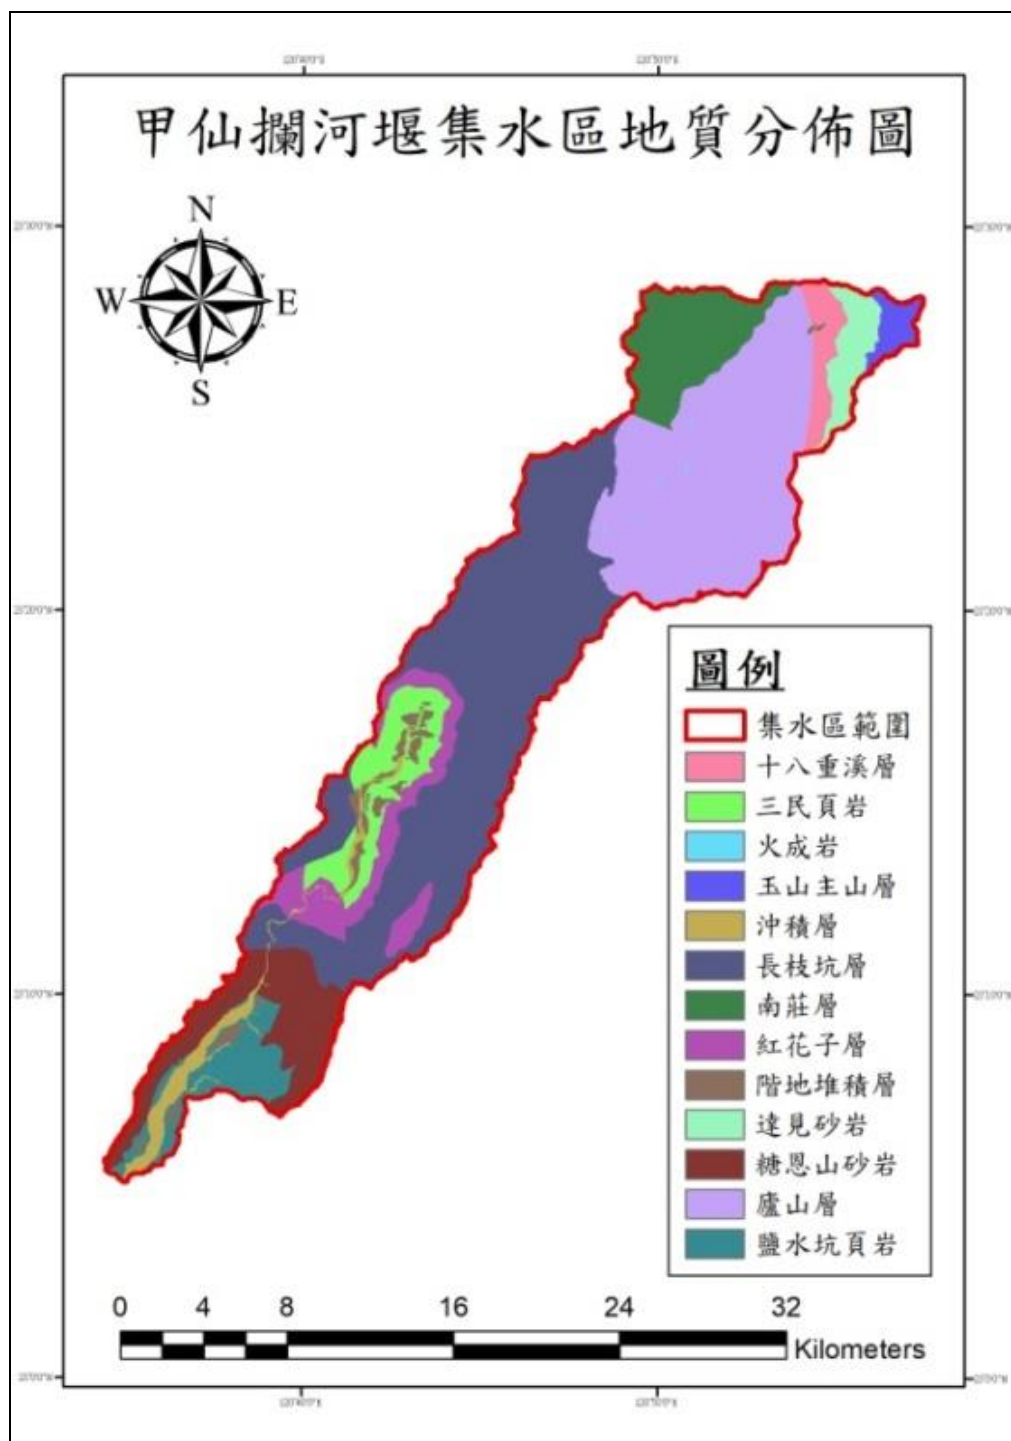 甲仙攔河堰集水區地質分佈圖
N
W
E
S
圖例
集水區範圍
十八重溪層
三民頁岩
火成岩
玉山主山層
沖積層
長枝坑層
南莊層
紅花子層
階地堆積層
達見砂岩
糖恩山砂岩
廬山層
鹽水坑頁岩
0 4 8 16 24 32
Kilometers